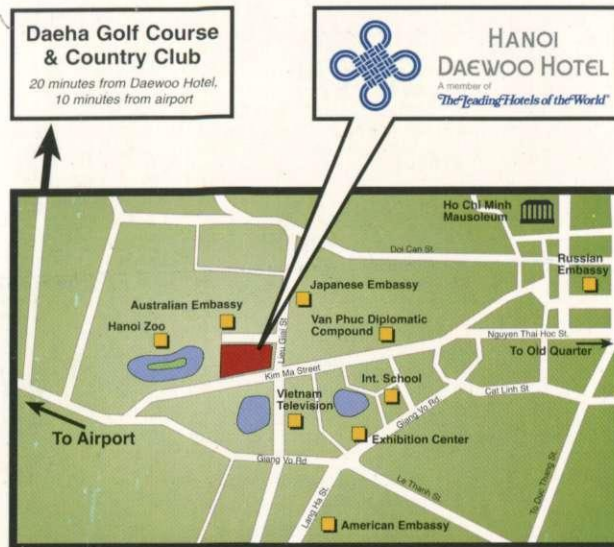 Daeha Golf Course
& Country Club
20 minutes from Daewoo Hotel,
10 minutes from airport
HANOI
DAEWOO HOTEL
A member of
The Leading Hotels of the World
Ho Chi Minh
Mausoleum
Doi Can St.
Russian
Embassy
Japanese Embassy
Australian Embassy
Hanoi Zoo
Lieu Giai St
Van Phuc Diplomatic
Compound
Nguyen Thai Hoc St.
To Old Quarter
Kim Ma Street
Int. School
Cat Linh St
Vietnam
Television
Giang Vo Rd
To Airport
Exhibition Center
Giang Vo Rd
Le Thanh St.
To Duc Thang St.
Lang Ha St.
American Embassy